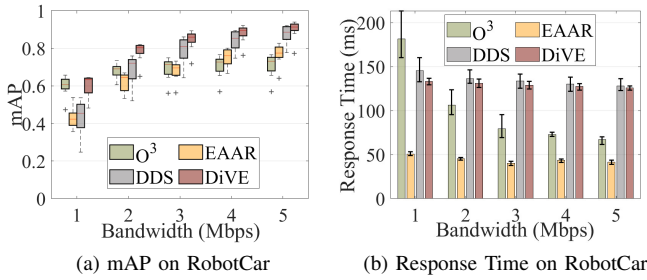 1
0.8
0.6
0.4
0.2
0
mAP
O³ EAAR
DDS DiVE
1 2 3 4 5
Bandwidth (Mbps)
(a) mAP on RobotCar
200
150
100
50
0
Response Time (ms)
O³ EAAR
DDS DiVE
1 2 3 4 5
Bandwidth (Mbps)
(b) Response Time on RobotCar